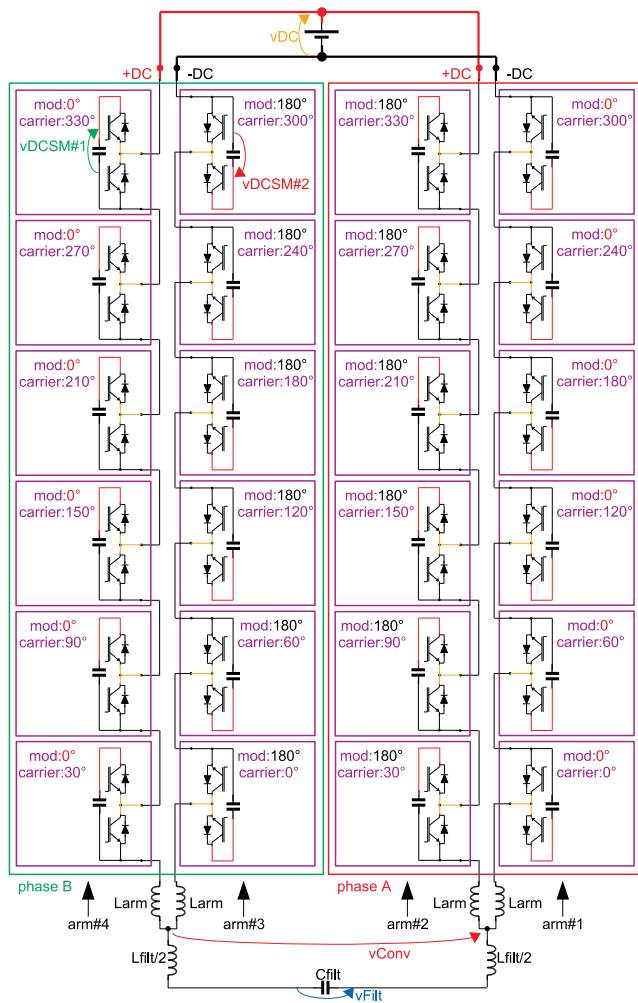 vDC
+DC
-DC
+DC
-DC
mod:0°
carrier:330°
vDCSM#1
mod:180°
carrier:300°
vDCSM#2
mod:180°
carrier:330°
mod:0°
carrier:300°
mod:0°
carrier:270°
mod:180°
carrier:240°
mod:180°
carrier:270°
mod:0°
carrier:240°
mod:0°
carrier:210°
mod:180°
carrier:180°
mod:180°
carrier:210°
mod:0°
carrier:180°
mod:0°
carrier:150°
mod:180°
carrier:120°
mod:180°
carrier:150°
mod:0°
carrier:120°
mod:0°
carrier:90°
mod:180°
carrier:60°
mod:180°
carrier:90°
mod:0°
carrier:60°
mod:0°
carrier:30°
mod:180°
carrier:0°
mod:180°
carrier:30°
mod:0°
carrier:0°
phase B
phase A
Larm
Larm
Larm
Larm
arm#4
arm#3
arm#2
arm#1
vConv
Lfilt/2
Lfilt/2
Cfilt
vFilt